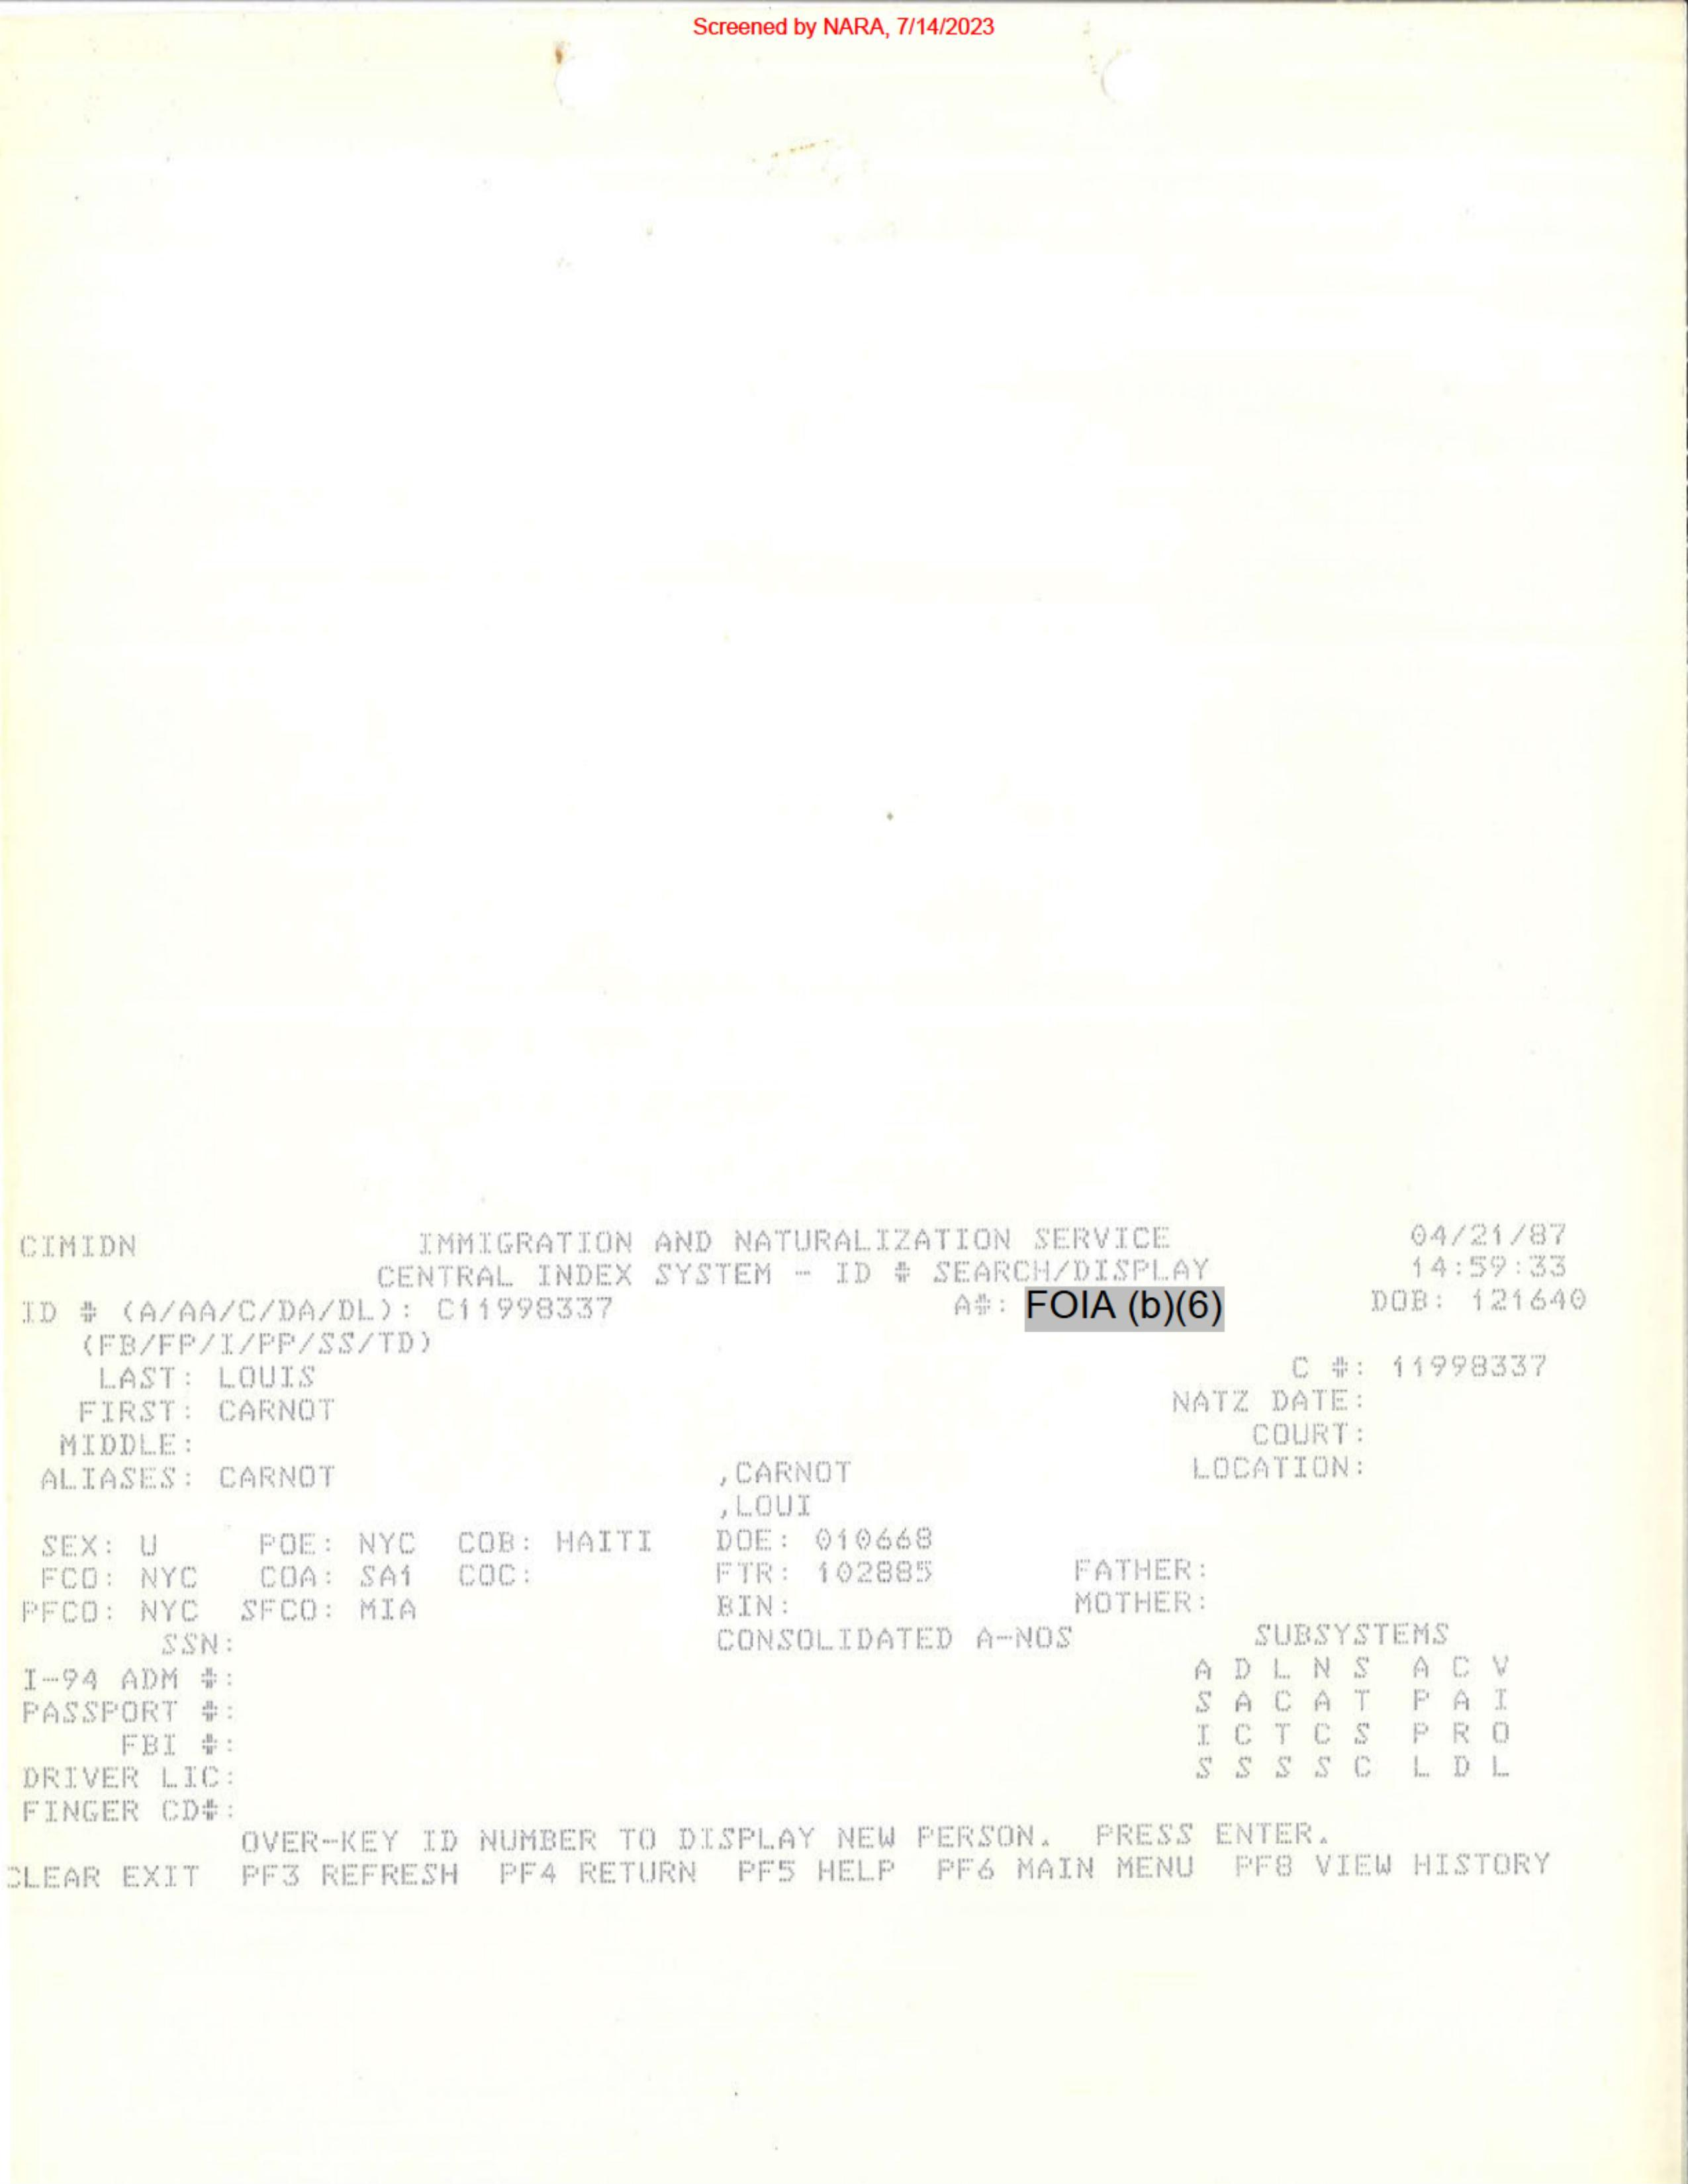 Screened by NARA, 7/14/2023
CIMIDN IMMIGRATION AND NATURALIZATION SERVICE 04/21/87
CENTRAL INDEX SYSTEM - ID # SEARCH/DISPLAY 14:59:33
ID # (A/AA/C/DA/DL): C11998337 A#: FOIA (b)(6) DOB: 121640
(FB/FP/I/PP/SS/TD)
LAST: LOUIS C #: 11998337
FIRST: CARNOT NATZ DATE:
MIDDLE: COURT:
ALIASES: CARNOT ,CARNOT LOCATION:
,LOUI
SEX: U POE: NYC COB: HAITI DOE: 010668
FCO: NYC COA: SA1 COC: FTR: 102885 FATHER:
PFCO: NYC SFCO: MIA BIN: MOTHER:
SSN: CONSOLIDATED A-NOS SUBSYSTEMS
I-94 ADM #: A D L N S A C V
PASSPORT #: S A C A T P A I
FBI #: I C T C S P R O
DRIVER LIC: S S S S C L D L
FINGER CD#:
OVER-KEY ID NUMBER TO DISPLAY NEW PERSON. PRESS ENTER.
CLEAR EXIT PF3 REFRESH PF4 RETURN PF5 HELP PF6 MAIN MENU PF8 VIEW HISTORY